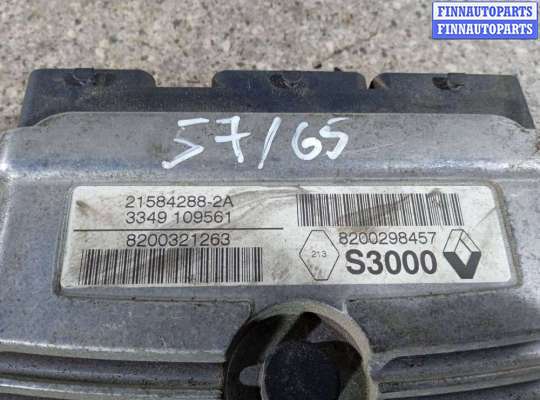 FINNAUTOPARTS
FINNAUTOPARTS
57/65
21584288-2A
3349 109561
8200321263
8200298457
213
S3000